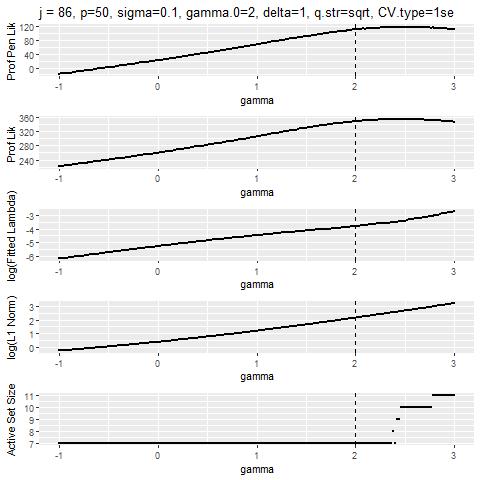 j = 86, p=50, sigma=0.1, gamma.0=2, delta=1, q.str=sqrt, CV.type=1se
Prof Pen Lik
120
80
40
0
-1 0 1 2 3
gamma
Prof Lik
360
320
280
240
-1 0 1 2 3
gamma
log(Fitted Lambda)
-3
-4
-5
-6
-1 0 1 2 3
gamma
log(L1 Norm)
3
2
1
0
-1 0 1 2 3
gamma
Active Set Size
11
10
9
8
7
-1 0 1 2 3
gamma